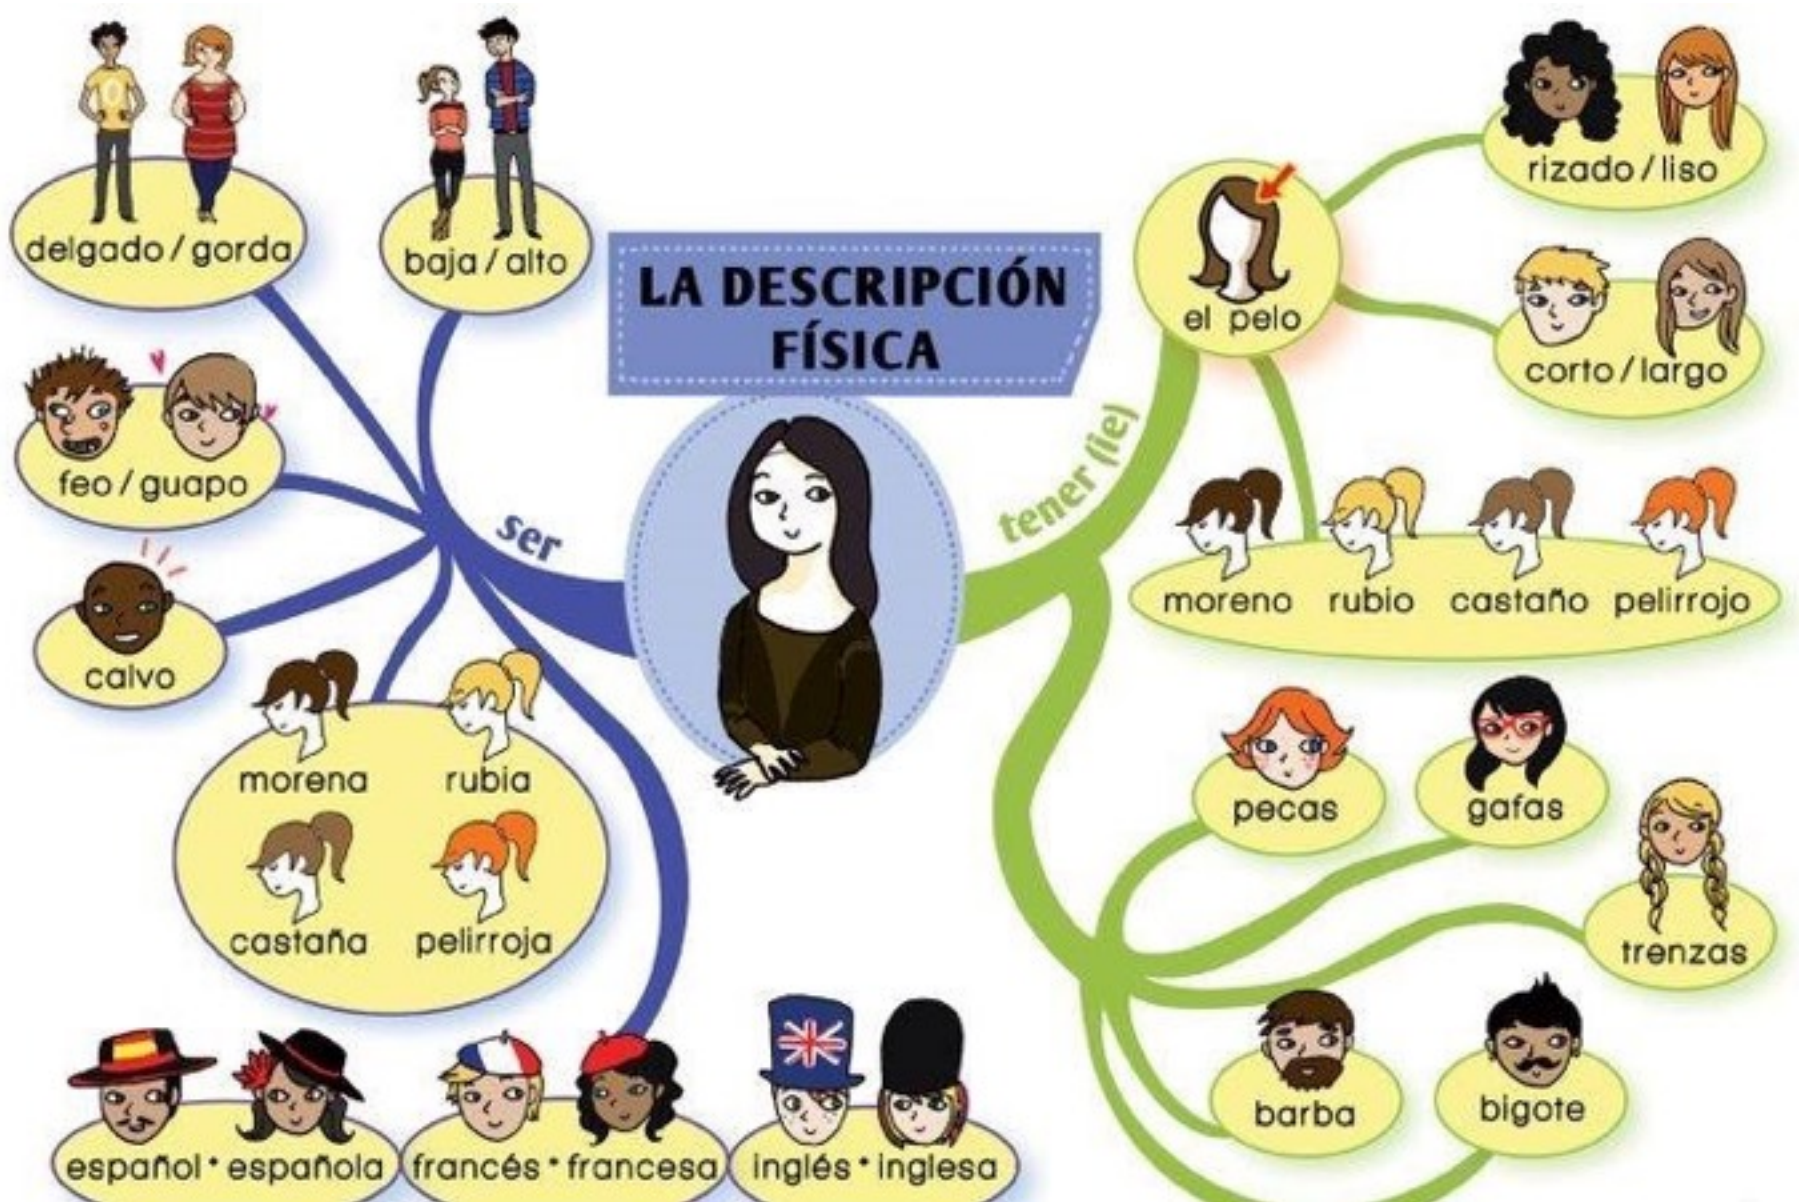 LA DESCRIPCIÓN
FÍSICA
ser
delgado / gorda
baja / alto
feo / guapo
calvo
morena rubia
castaña pelirroja
español • española
francés • francesa
inglés • inglesa
tener (ie)
el pelo
rizado / liso
corto / largo
moreno rubio castaño pelirrojo
pecas
gafas
trenzas
barba
bigote